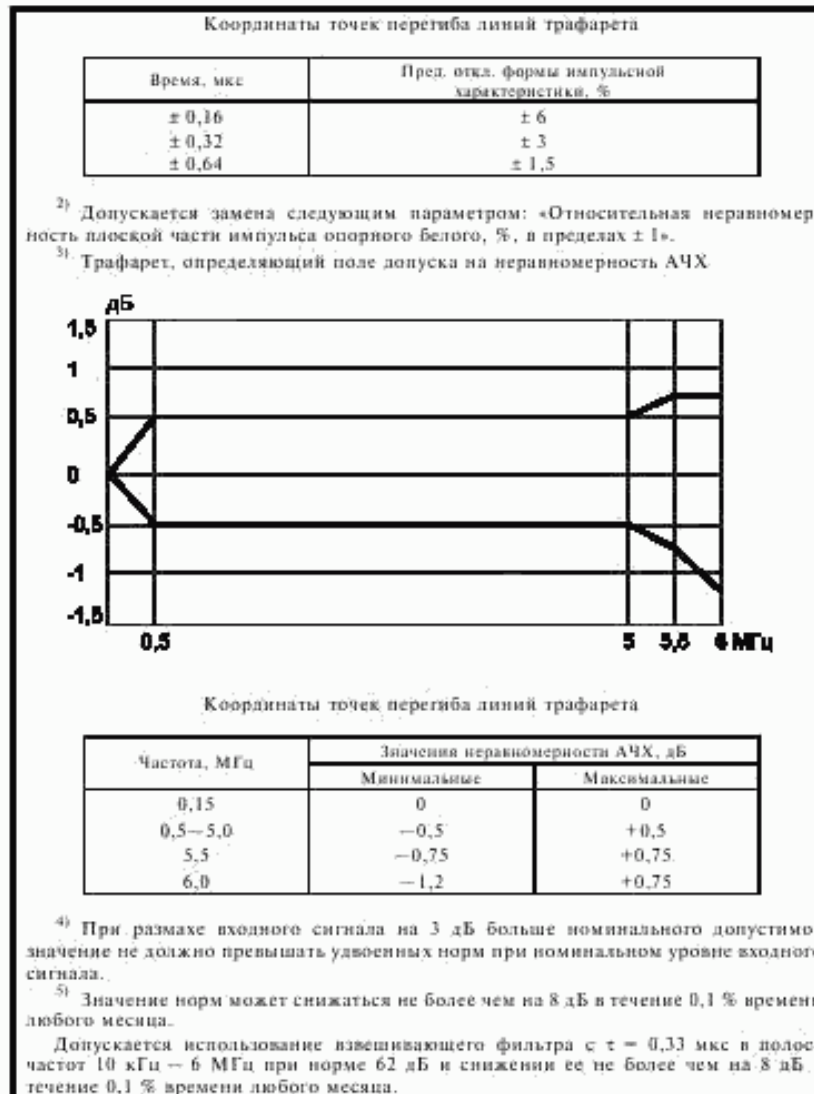 Координаты точек перегиба линий трафарета
Время, мкс
Пред. откл. формы импульсной
характеристики, %
± 0,16 ± 6
± 0,32 ± 3
± 0,64 ± 1,5
2) Допускается замена следующим параметром: «Относительная неравномер
ность плоской части импульса опорного белого, %, в пределах ± 1».
3) Трафарет, определяющий поле допуска на неравномерность АЧХ
дБ
1,5
1
0,5
0
-0,5
-1
-1,5
0,5 5 5,5 6 МГц
Координаты точек перегиба линий трафарета
Частота, МГц
Значения неравномерности АЧХ, дБ
Минимальные Максимальные
0,15 0 0
0,5—5,0 —0,5 +0,5
5,5 —0,75 +0,75
6,0 —1,2 +0,75
4) При размахе входного сигнала на 3 дБ больше номинального допустимо
значение не должно превышать удвоенных норм при номинальном уровне входного
сигнала.
5) Значение норм может снижаться не более чем на 8 дБ в течение 0,1 % времени
любого месяца.
Допускается использование взвешивающего фильтра с τ = 0,33 мкс в полос
частот 10 кГц — 6 МГц при норме 62 дБ и снижении ее не более чем на 8 дБ
течение 0,1 % времени любого месяца.